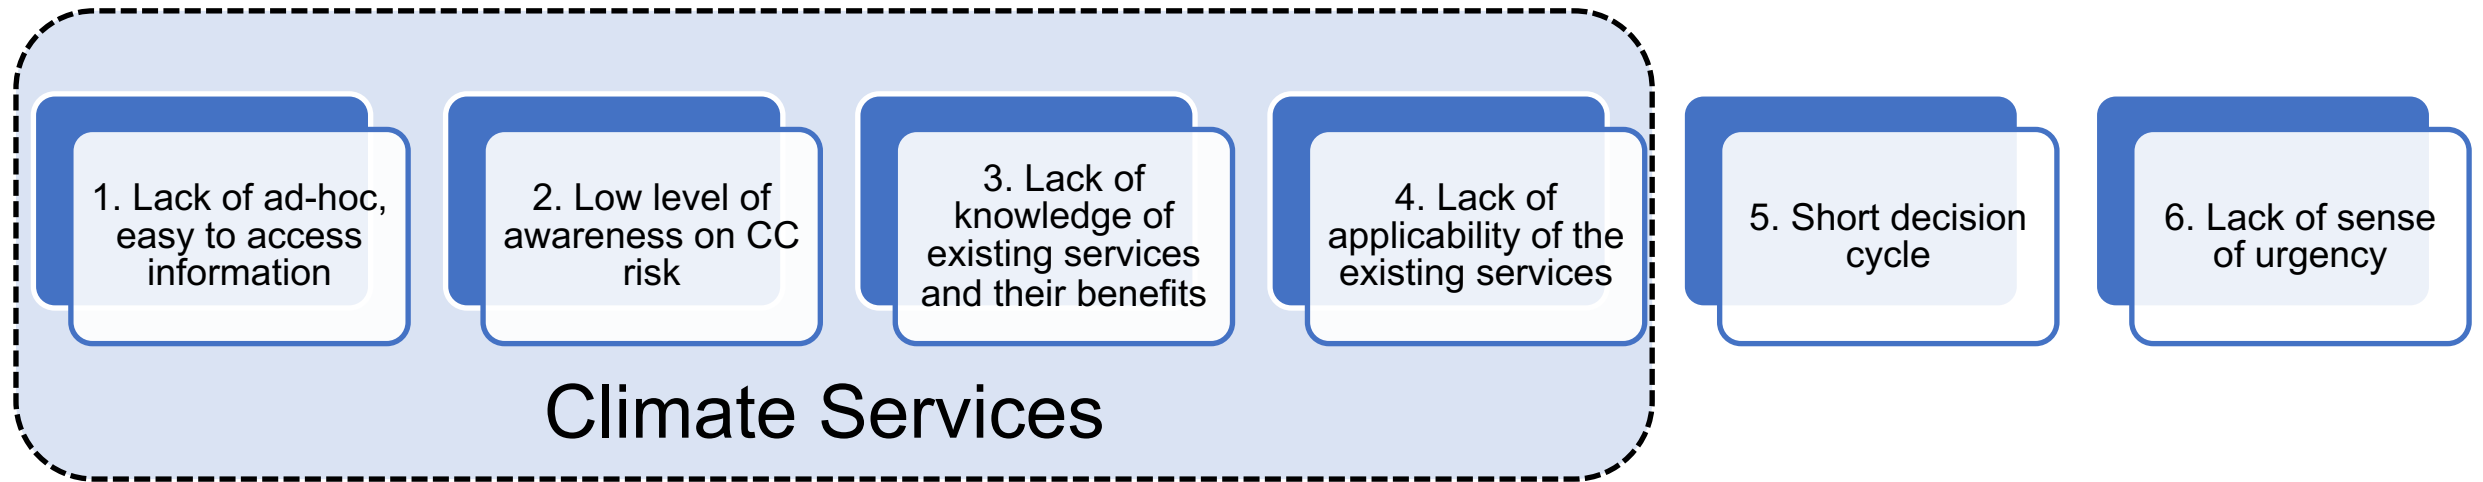 1. Lack of ad-hoc,
easy to access
information
2. Low level of
awareness on CC
risk
3. Lack of
knowledge of
existing services
and their benefits
4. Lack of
applicability of the
existing services
5. Short decision
cycle
6. Lack of sense
of urgency
Climate Services